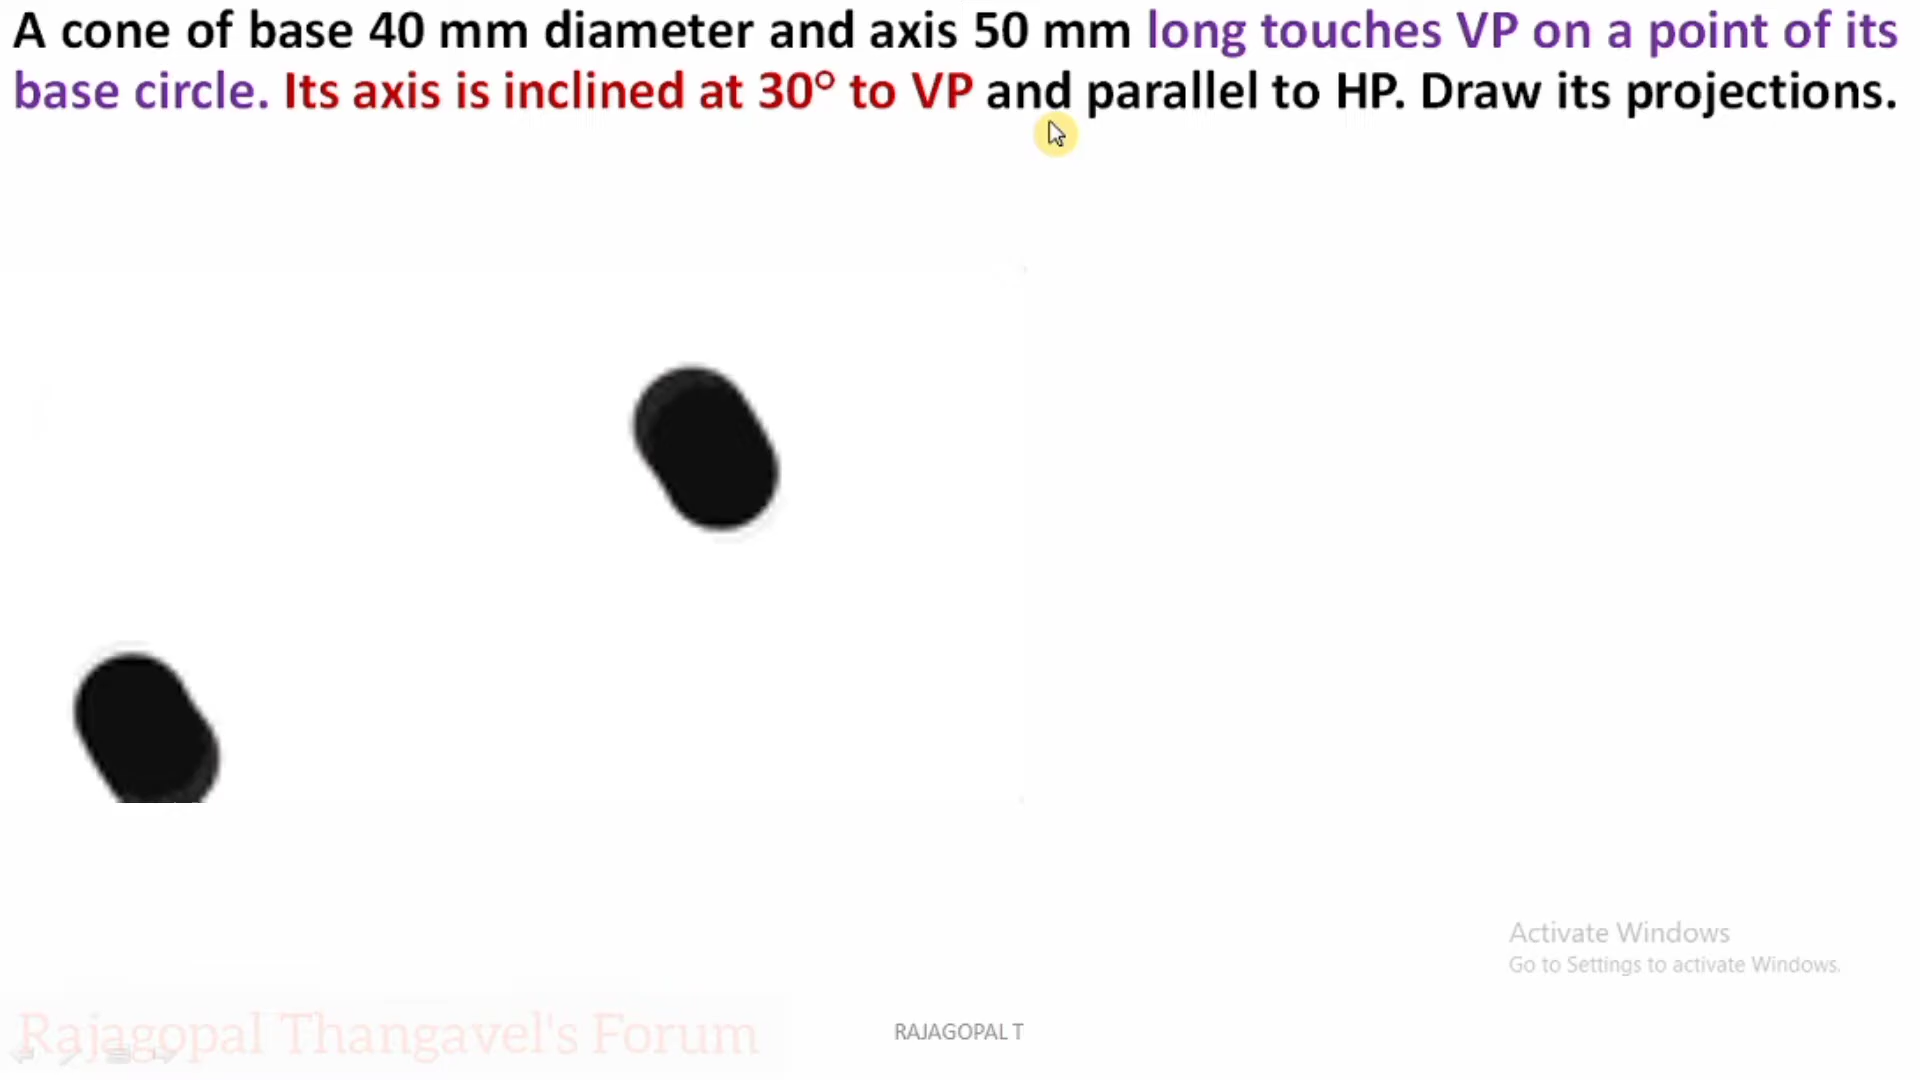 A cone of base 40 mm diameter and axis 50 mm long touches VP on a point of its
base circle. Its axis is inclined at 30° to VP and parallel to HP. Draw its projections.
Activate Windows
Go to Settings to activate Windows.
Rajagopal Thangavel's Forum
RAJAGOPAL T